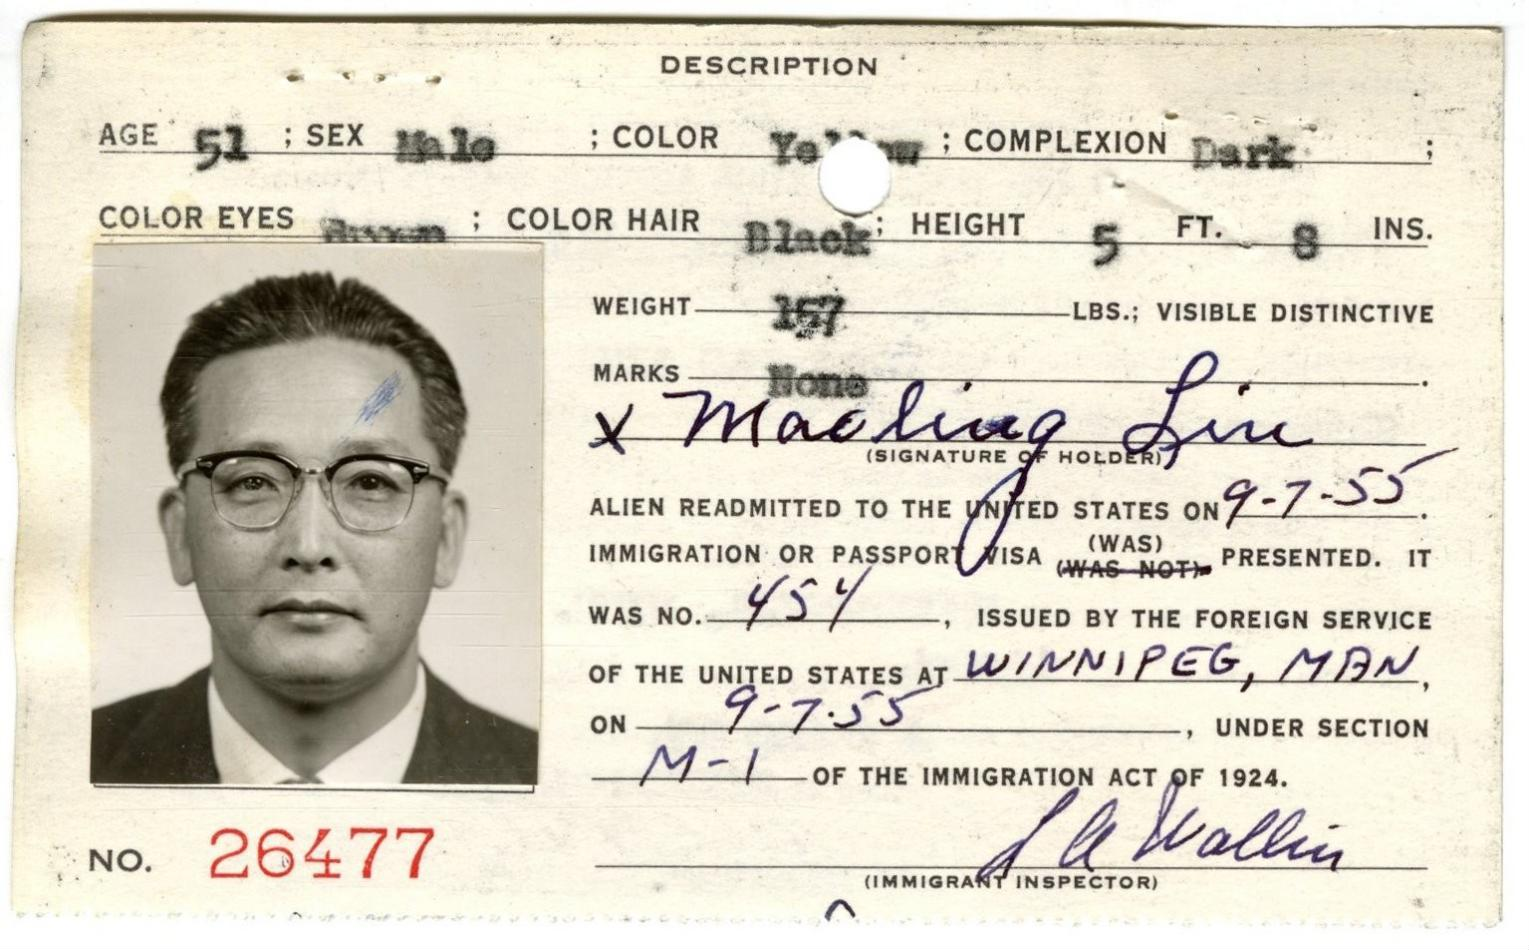 DESCRIPTION
AGE 51 ; SEX Male ; COLOR Yellow ; COMPLEXION Dark ;
COLOR EYES Brown ; COLOR HAIR Black ; HEIGHT 5 FT. 8 INS.
WEIGHT 157 LBS.; VISIBLE DISTINCTIVE
MARKS None .
X Maoling Lin
(SIGNATURE OF HOLDER)
ALIEN READMITTED TO THE UNITED STATES ON 9-7-55 .
(WAS)
IMMIGRATION OR PASSPORT VISA (WAS NOT) PRESENTED. IT
WAS NO. 454 , ISSUED BY THE FOREIGN SERVICE
OF THE UNITED STATES AT WINNIPEG, MAN ,
ON 9-7-55 , UNDER SECTION
M-1 OF THE IMMIGRATION ACT OF 1924.
NO. 26477
L A Wallin
(IMMIGRANT INSPECTOR)